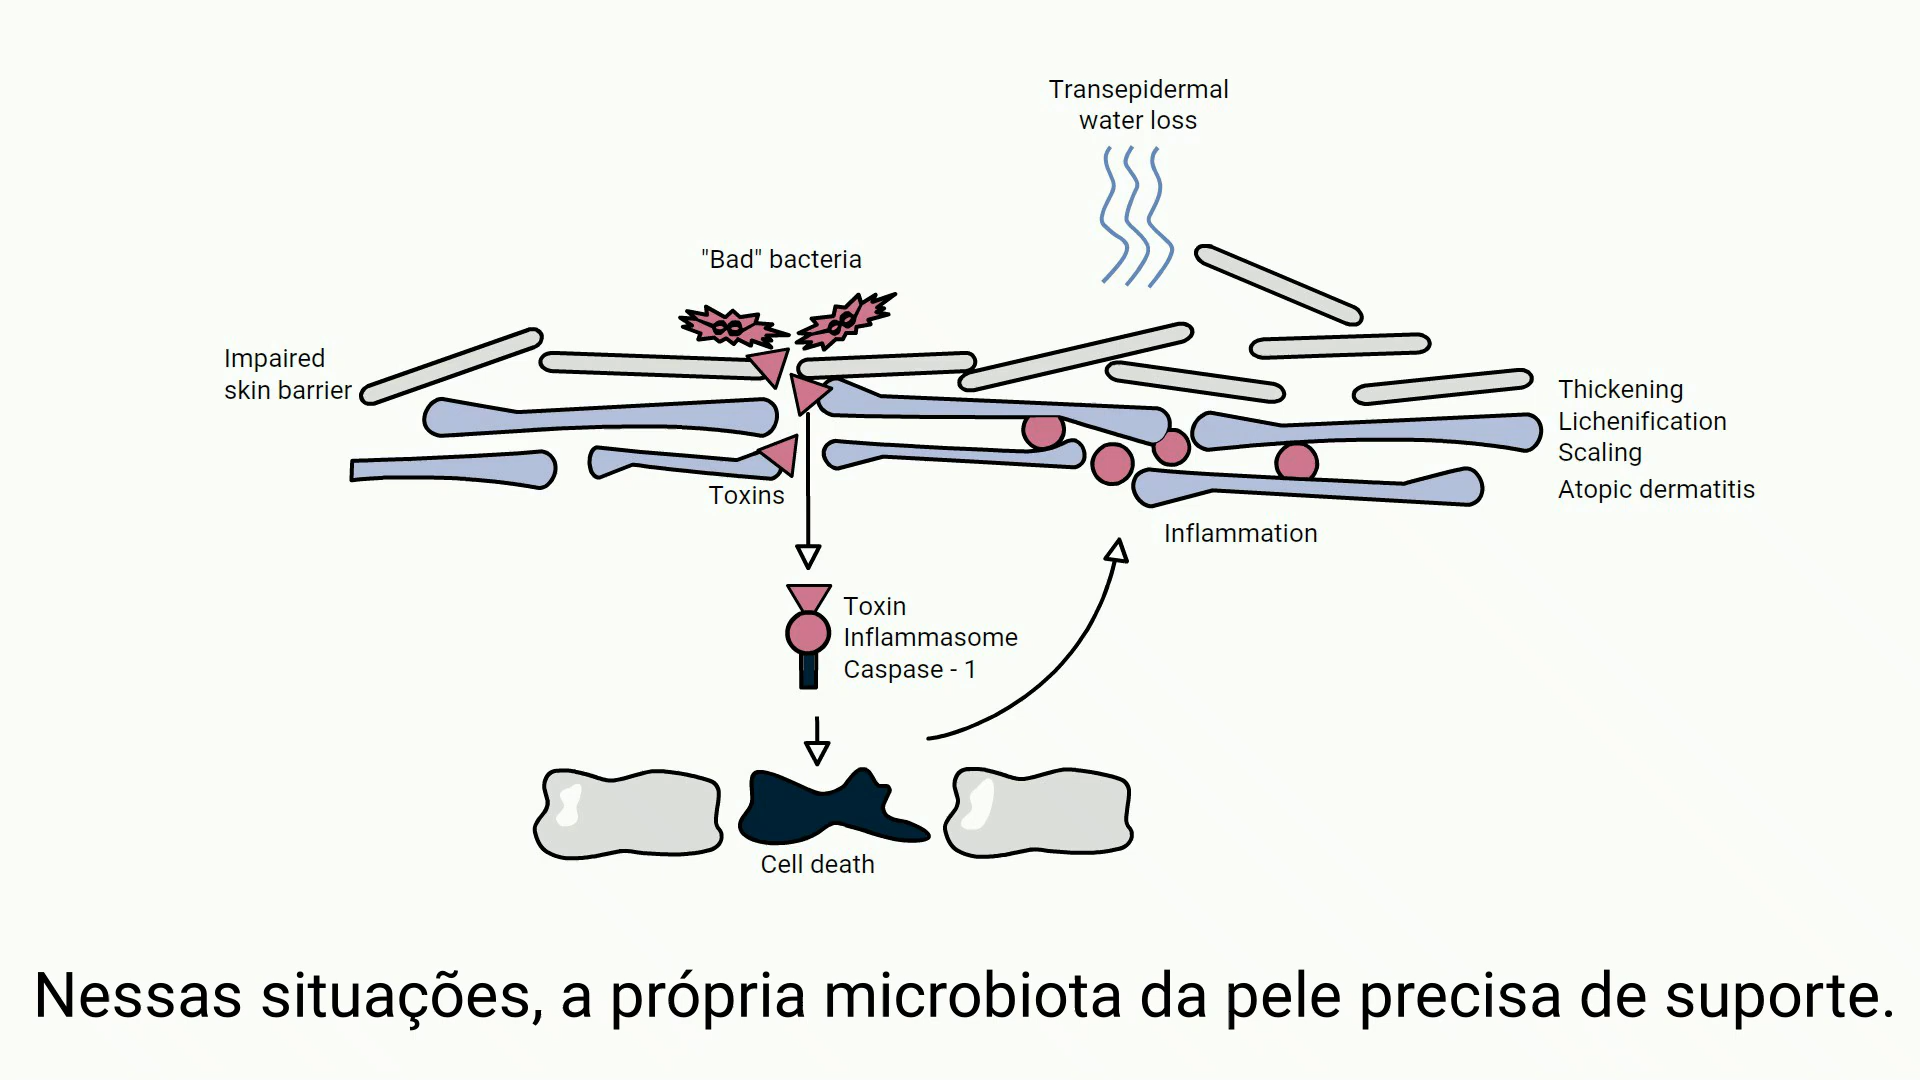 Transepidermal
water loss
"Bad" bacteria
Impaired
skin barrier
Thickening
Lichenification
Scaling
Atopic dermatitis
Toxins
Inflammation
Toxin
Inflammasome
Caspase - 1
Cell death
Nessas situações, a própria microbiota da pele precisa de suporte.